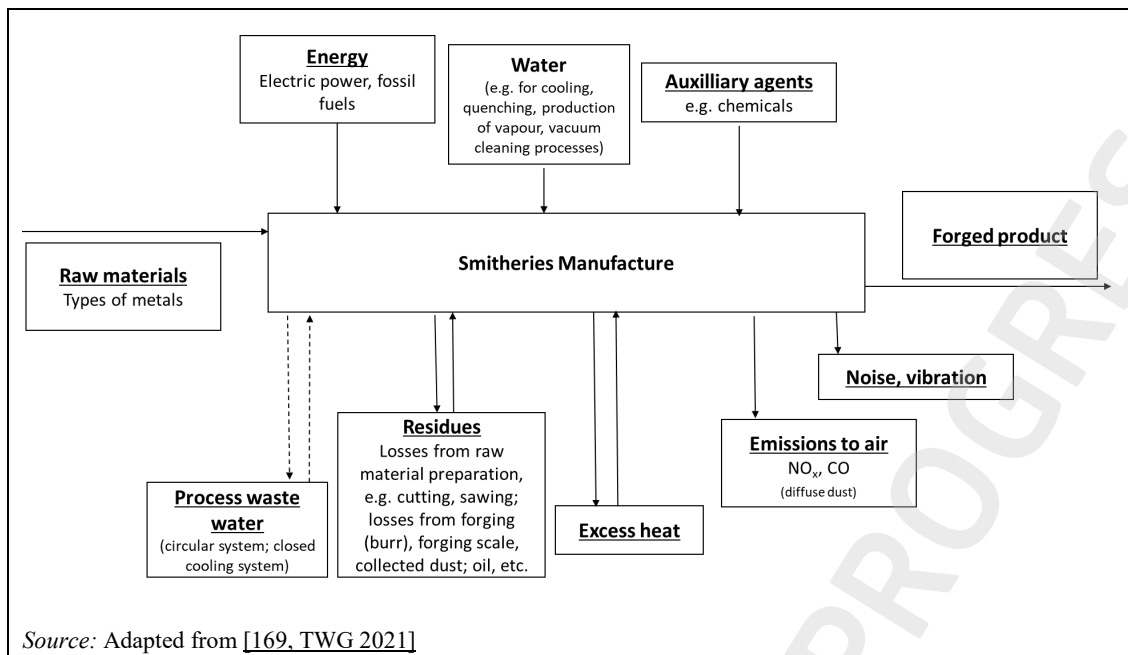 Energy
Electric power, fossil
fuels
Water
(e.g. for cooling,
quenching, production
of vapour, vacuum
cleaning processes)
Auxilliary agents
e.g. chemicals
Forged product
Smitheries Manufacture
Raw materials
Types of metals
Noise, vibration
Residues
Losses from raw
material preparation,
e.g. cutting, sawing;
losses from forging
(burr), forging scale,
collected dust; oil, etc.
Emissions to air
NOx, CO
(diffuse dust)
Process waste
water
(circular system; closed
cooling system)
Excess heat
Source: Adapted from [169, TWG 2021]
PROGRES